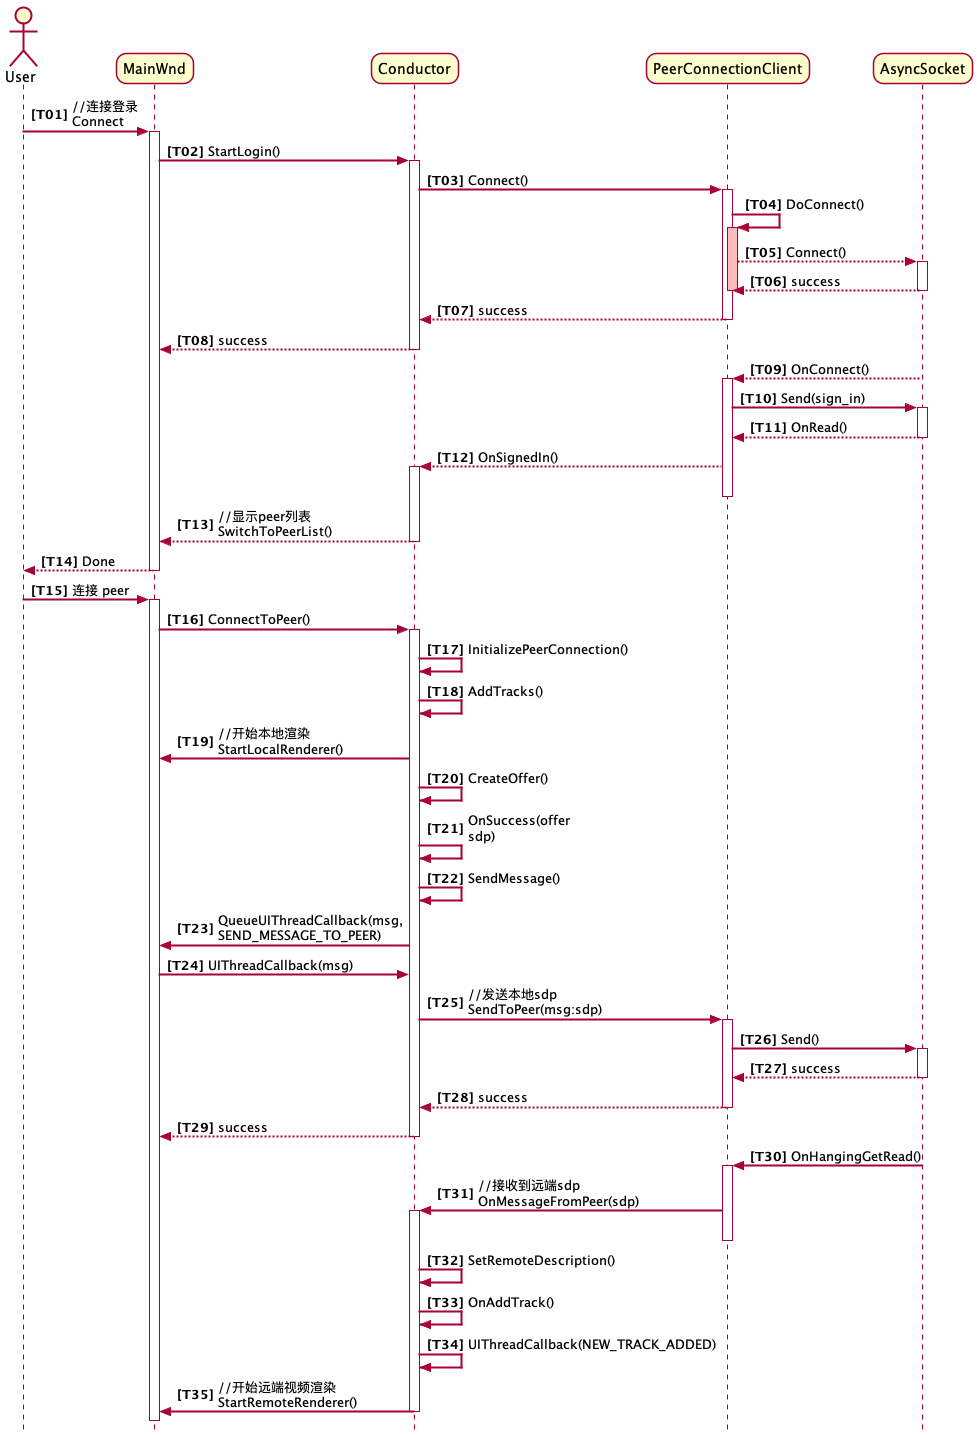 User
MainWnd
Conductor
PeerConnectionClient
AsyncSocket
[T01] //连接登录
Connect
[T02] StartLogin()
[T03] Connect()
[T04] DoConnect()
[T05] Connect()
[T06] success
[T07] success
[T08] success
[T09] OnConnect()
[T10] Send(sign_in)
[T11] OnRead()
[T12] OnSignedIn()
[T13] //显示peer列表
SwitchToPeerList()
[T14] Done
[T15] 连接 peer
[T16] ConnectToPeer()
[T17] InitializePeerConnection()
[T18] AddTracks()
[T19] //开始本地渲染
StartLocalRenderer()
[T20] CreateOffer()
[T21] OnSuccess(offer
sdp)
[T22] SendMessage()
[T23] QueueUIThreadCallback(msg,
SEND_MESSAGE_TO_PEER)
[T24] UIThreadCallback(msg)
[T25] //发送本地sdp
SendToPeer(msg:sdp)
[T26] Send()
[T27] success
[T28] success
[T29] success
[T30] OnHangingGetRead()
[T31] //接收到远端sdp
OnMessageFromPeer(sdp)
[T32] SetRemoteDescription()
[T33] OnAddTrack()
[T34] UIThreadCallback(NEW_TRACK_ADDED)
[T35] //开始远端视频渲染
StartRemoteRenderer()